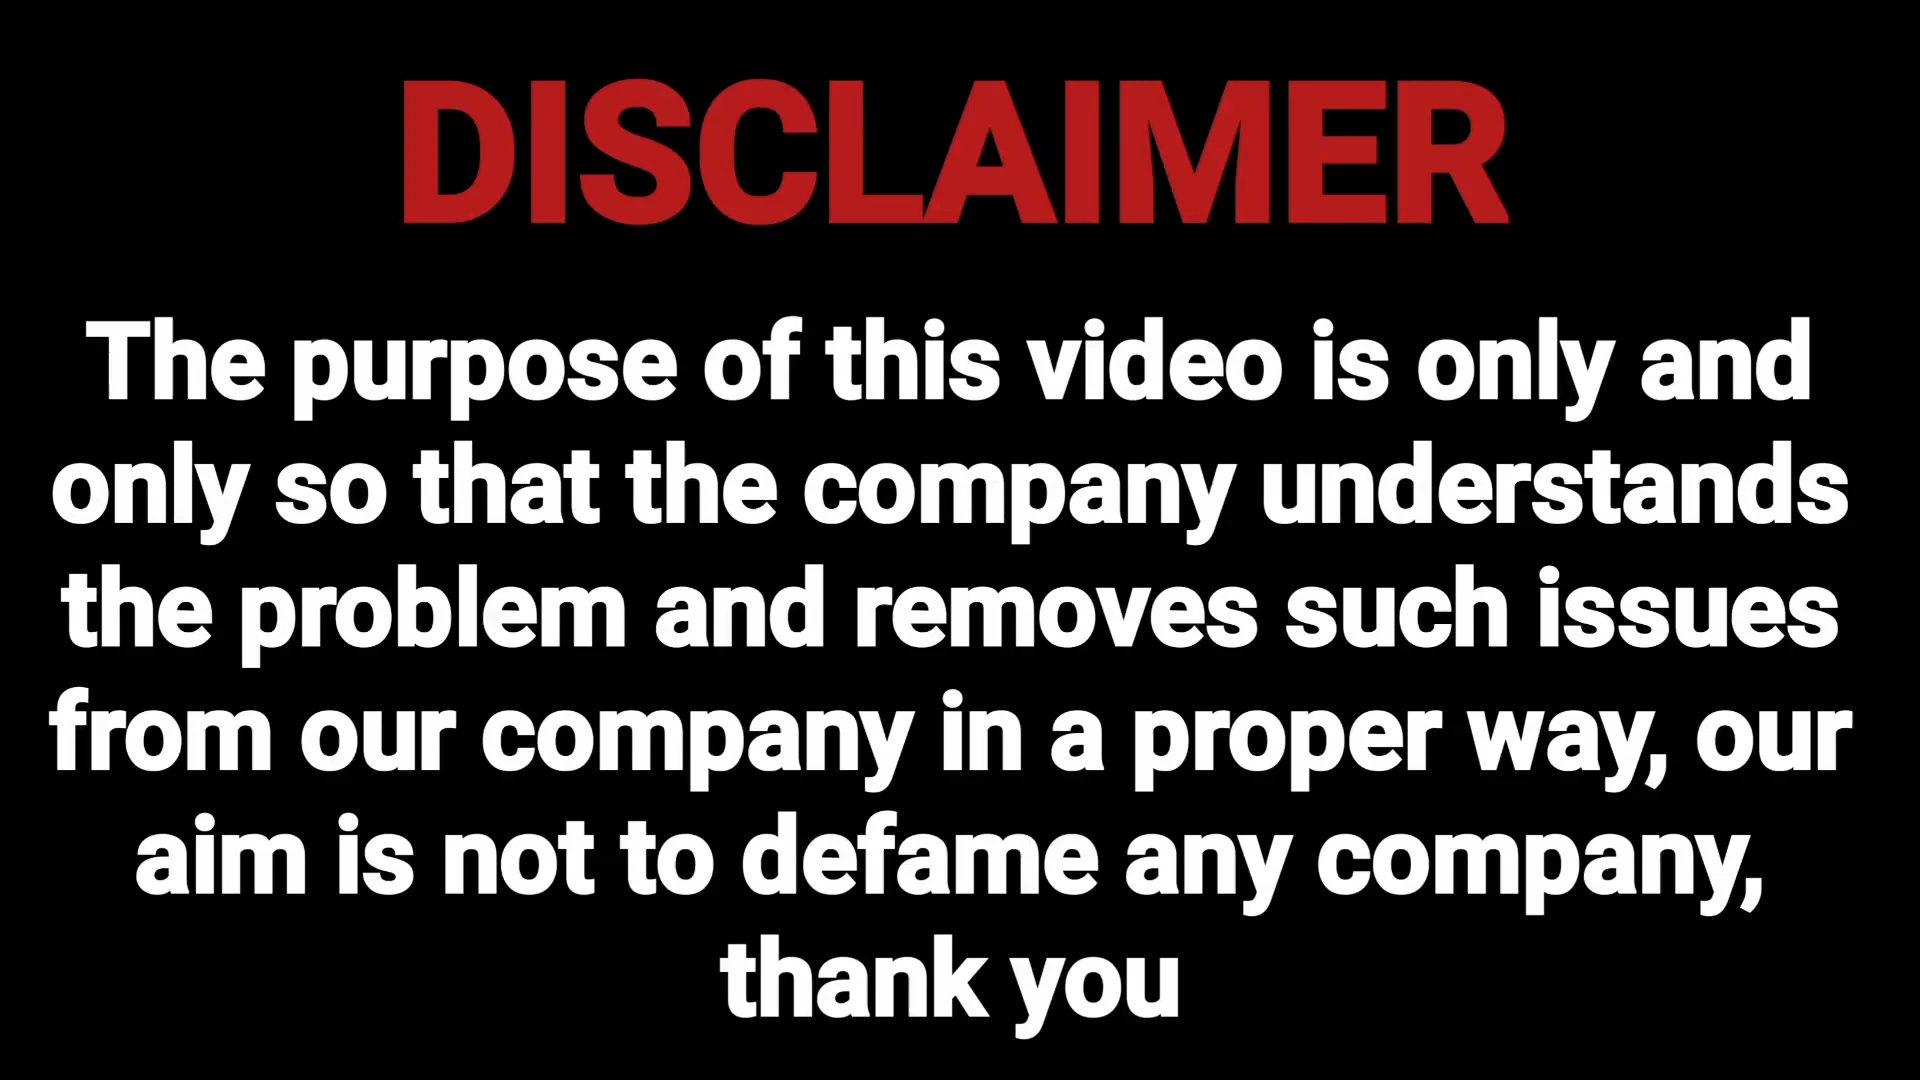 DISCLAIMER
The purpose of this video is only and
only so that the company understands
the problem and removes such issues
from our company in a proper way, our
aim is not to defame any company,
thank you